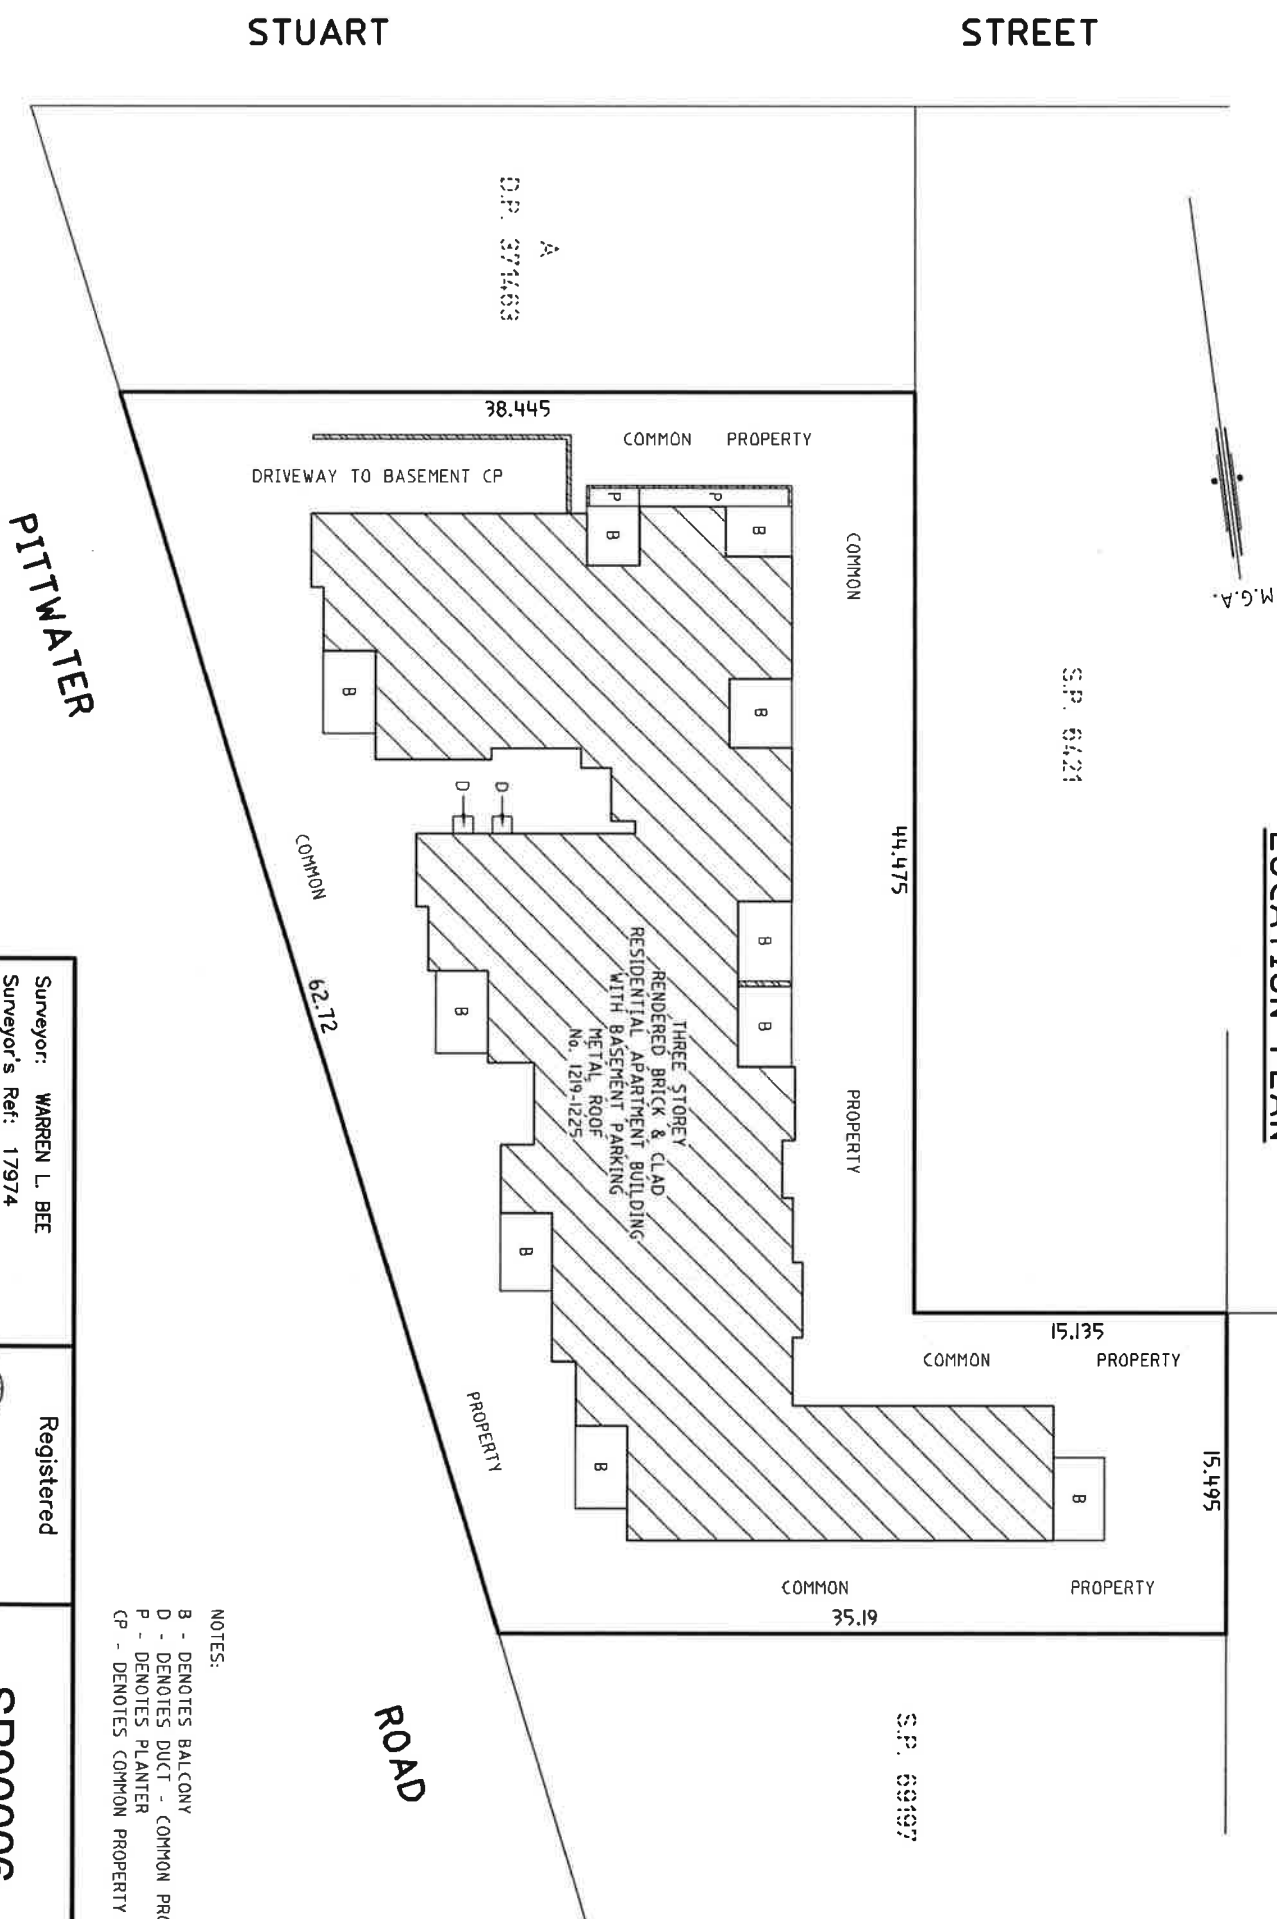 STUART STREET
A
D.P. 371463
38.445
COMMON PROPERTY
DRIVEWAY TO BASEMENT CP
P
P
B
B
COMMON
M.G.A.
S.P. 6421
PITTWATER
B
B
D
D
COMMON
44.475
LOCATION PLAN
B
B
B
62.72
THREE STOREY
RENDERED BRICK & CLAD
RESIDENTIAL APARTMENT BUILDING
WITH BASEMENT PARKING
METAL ROOF
No. 1219-1225
PROPERTY
B
15.135
COMMON PROPERTY
PROPERTY
B
B
15.495
COMMON PROPERTY
35.19
ROAD
S.P. 69197
NOTES:
B - DENOTES BALCONY
D - DENOTES DUCT - COMMON
P - DENOTES PLANTER
CP - DENOTES COMMON PROPERTY
Surveyor: WARREN L. BEE
Surveyor's Ref: 17974
Registered